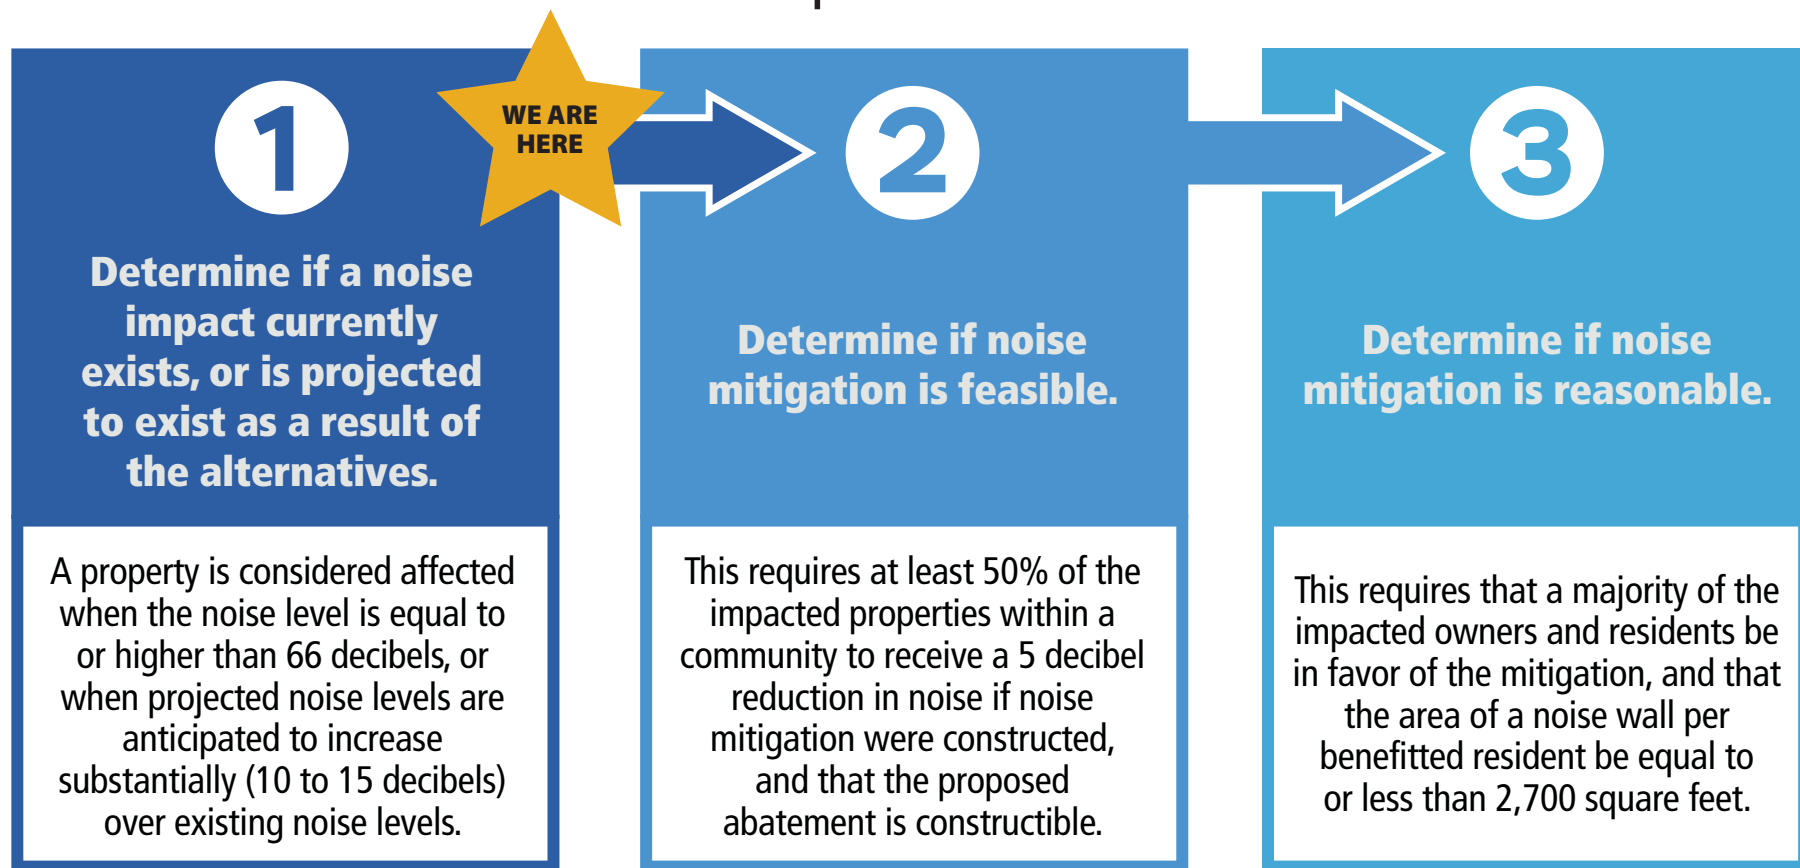 1
WE ARE
HERE
2
3
Determine if a noise
impact currently
exists, or is projected
to exist as a result of
the alternatives.
A property is considered affected
when the noise level is equal to
or higher than 66 decibels, or
when projected noise levels are
anticipated to increase
substantially (10 to 15 decibels)
over existing noise levels.
Determine if noise
mitigation is feasible.
This requires at least 50% of the
impacted properties within a
community to receive a 5 decibel
reduction in noise if noise
mitigation were constructed,
and that the proposed
abatement is constructible.
Determine if noise
mitigation is reasonable.
This requires that a majority of the
impacted owners and residents be
in favor of the mitigation, and that
the area of a noise wall per
benefitted resident be equal to
or less than 2,700 square feet.